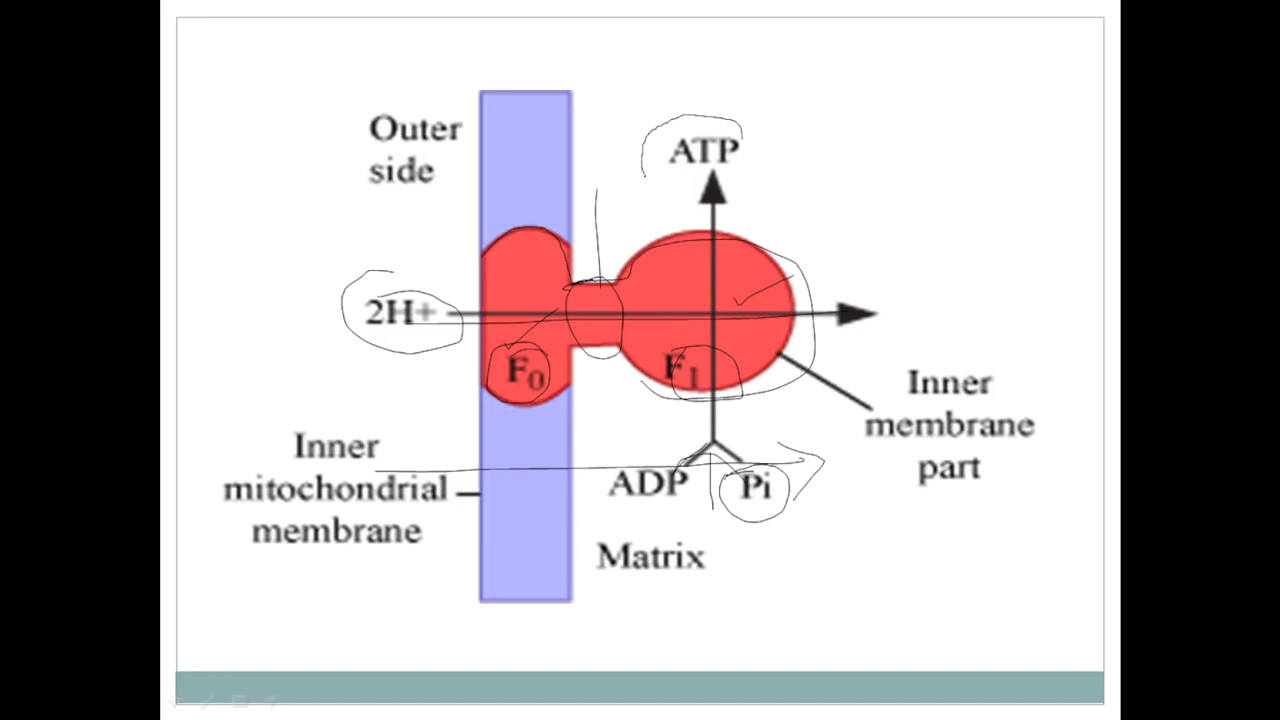 Outer
side
ATP
2H+
F0
F1
Inner
membrane
part
Inner
mitochondrial
membrane
ADP
Pi
Matrix